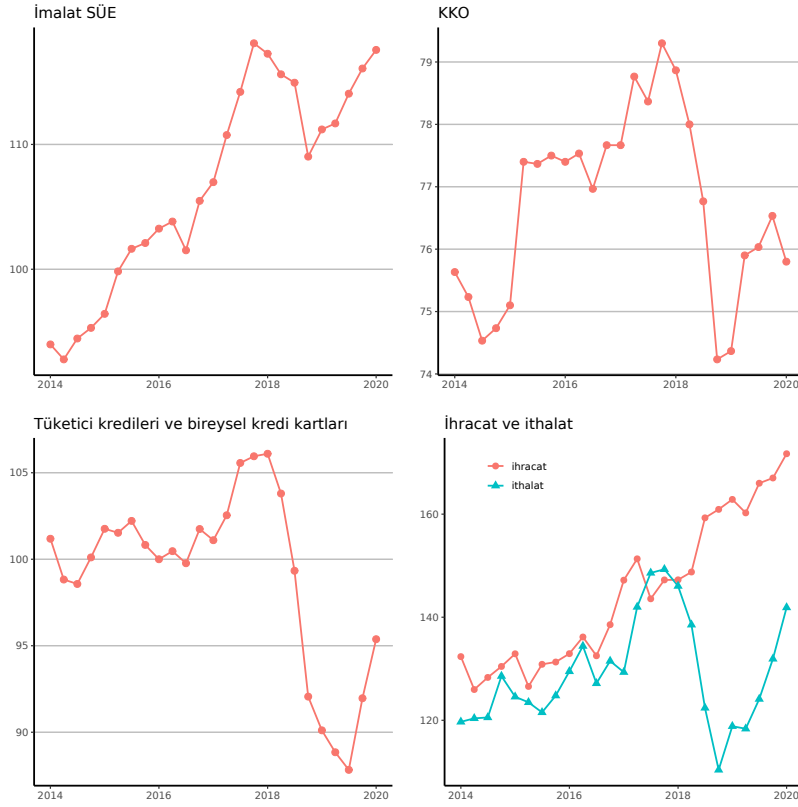 İmalat SÜE
110
100
2014 2016 2018 2020
KKO
79
78
77
76
75
74
2014 2016 2018 2020
Tüketici kredileri ve bireysel kredi kartları
105
100
95
90
2014 2016 2018 2020
İhracat ve ithalat
ihracat
ithalat
160
140
120
2014 2016 2018 2020